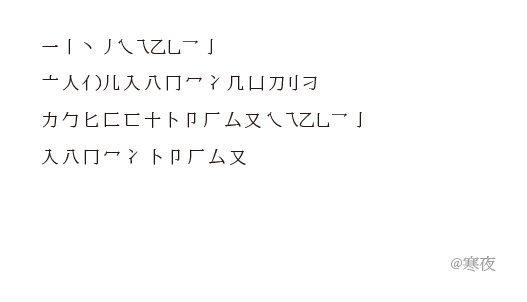 一丨丶丿乀乁乙乚乛亅
亠人亻)儿入八冂冖冫几凵刀刂刁
力勹匕匚匸十卜卩厂厶又乀乁乙乚乛亅
入八冂冖冫卜卩厂厶又
@寒夜